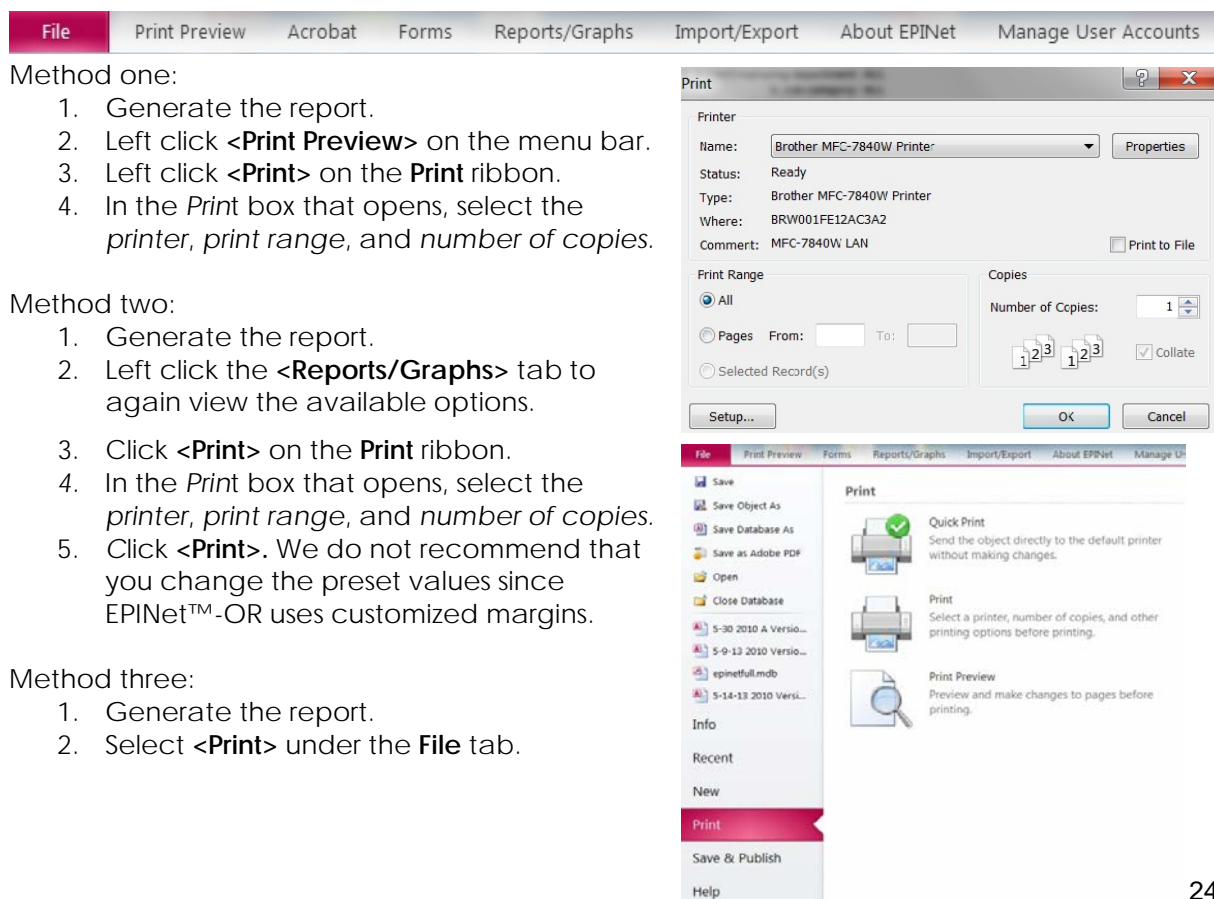 File Print Preview Acrobat Forms Reports/Graphs Import/Export About EPINet Manage User Accounts
Method one:
1. Generate the report.
2. Left click <Print Preview> on the menu bar.
3. Left click <Print> on the Print ribbon.
4. In the Print box that opens, select the
printer, print range, and number of copies.
Method two:
1. Generate the report.
2. Left click the <Reports/Graphs> tab to
again view the available options.
3. Click <Print> on the Print ribbon.
4. In the Print box that opens, select the
printer, print range, and number of copies.
5. Click <Print>. We do not recommend that
you change the preset values since
EPINet™-OR uses customized margins.
Method three:
1. Generate the report.
2. Select <Print> under the File tab.
Print
Printer
Name: Brother MFC-7840W Printer Properties
Status: Ready
Type: Brother MFC-7840W Printer
Where: BRW001FE12AC3A2
Comment: MFC-7840W LAN Print to File
Print Range
All
Pages From: To:
Selected Record(s)
Copies
Number of Copies: 1
1 2 3 1 2 3 Collate
Setup... OK Cancel
File Print Preview Forms Reports/Graphs Import/Export About EPINet Manage U
Save
Save Object As
Save Database As
Save as Adobe PDF
Open
Close Database
5-30 2010 A Versio...
5-9-13 2010 Versio...
epinetfull.mdb
5-14-13 2010 Versi...
Info
Recent
New
Print
Save & Publish
Help
Print
Quick Print
Send the object directly to the default printer
without making changes.
Print
Select a printer, number of copies, and other
printing options before printing.
Print Preview
Preview and make changes to pages before
printing.
24